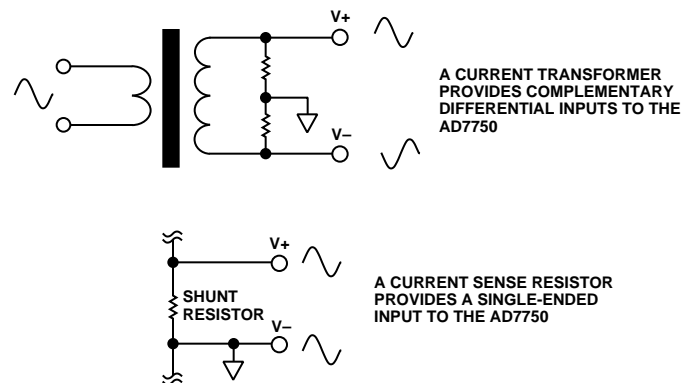 V+
A CURRENT TRANSFORMER
PROVIDES COMPLEMENTARY
DIFFERENTIAL INPUTS TO THE
AD7750
V–
V+
SHUNT
RESISTOR
A CURRENT SENSE RESISTOR
PROVIDES A SINGLE-ENDED
INPUT TO THE AD7750
V–